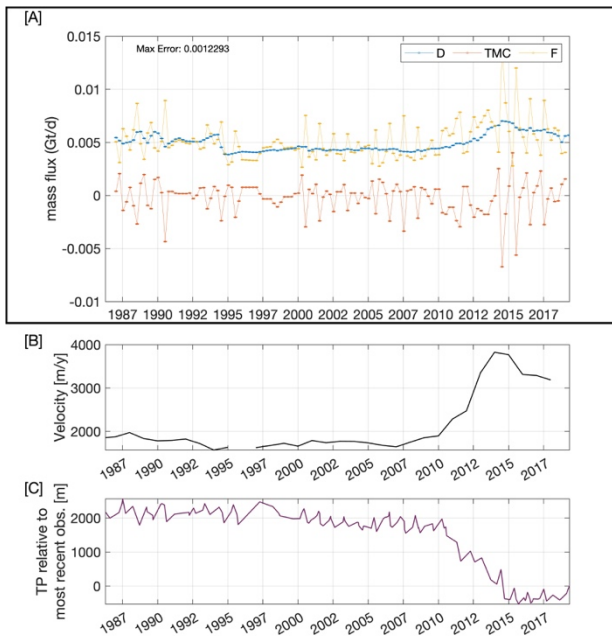 [A]
Max Error: 0.0012293
D TMC F
mass flux (Gt/d)
0.015
0.01
0.005
0
-0.005
-0.01
1987 1990 1992 1995 1997 2000 2002 2005 2007 2010 2012 2015 2017
[B]
Velocity [m/y]
4000
2000
1987 1990 1992 1995 1997 2000 2002 2005 2007 2010 2012 2015 2017
[C]
TP relative to
most recent obs. [m]
2000
0
1987 1990 1992 1995 1997 2000 2002 2005 2007 2010 2012 2015 2017